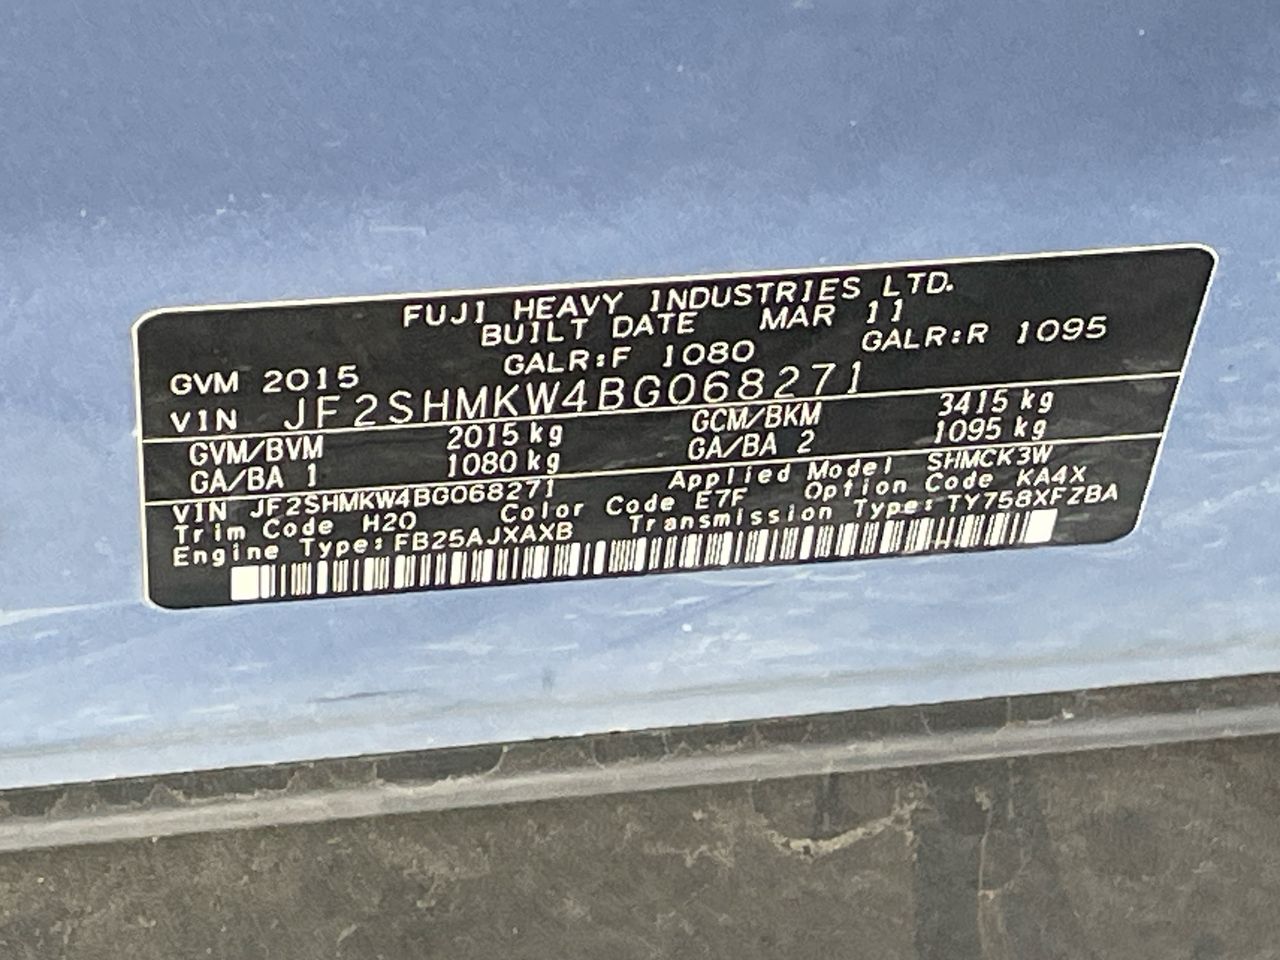 FUJI HEAVY INDUSTRIES LTD.
BUILT DATE MAR 11
GVM 2015 GALR:F 1080 GALR:R 1095
VIN JF2SHMKW4BG068271
GVM/BVM 2015 kg GCM/BKM 3415 kg
GA/BA 1 1080 kg GA/BA 2 1095 kg
VIN JF2SHMKW4BG068271 Applied Model SHMCK3W
Trim Code H20 Color Code E7F Option Code KA4X
Engine Type:FB25AJXAXB Transmission Type:TY758XFZBA